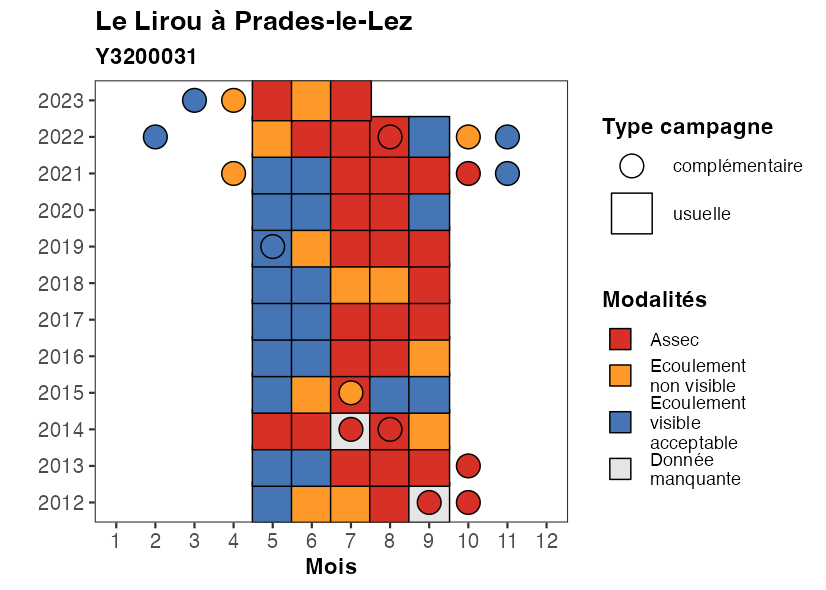 Le Lirou à Prades-le-Lez
Y3200031
2023
2022
2021
2020
2019
2018
2017
2016
2015
2014
2013
2012
1 2 3 4 5 6 7 8 9 10 11 12
Mois
Type campagne
complémentaire
usuelle
Modalités
Assec
Ecoulement
non visible
Ecoulement
visible
acceptable
Donnée
manquante